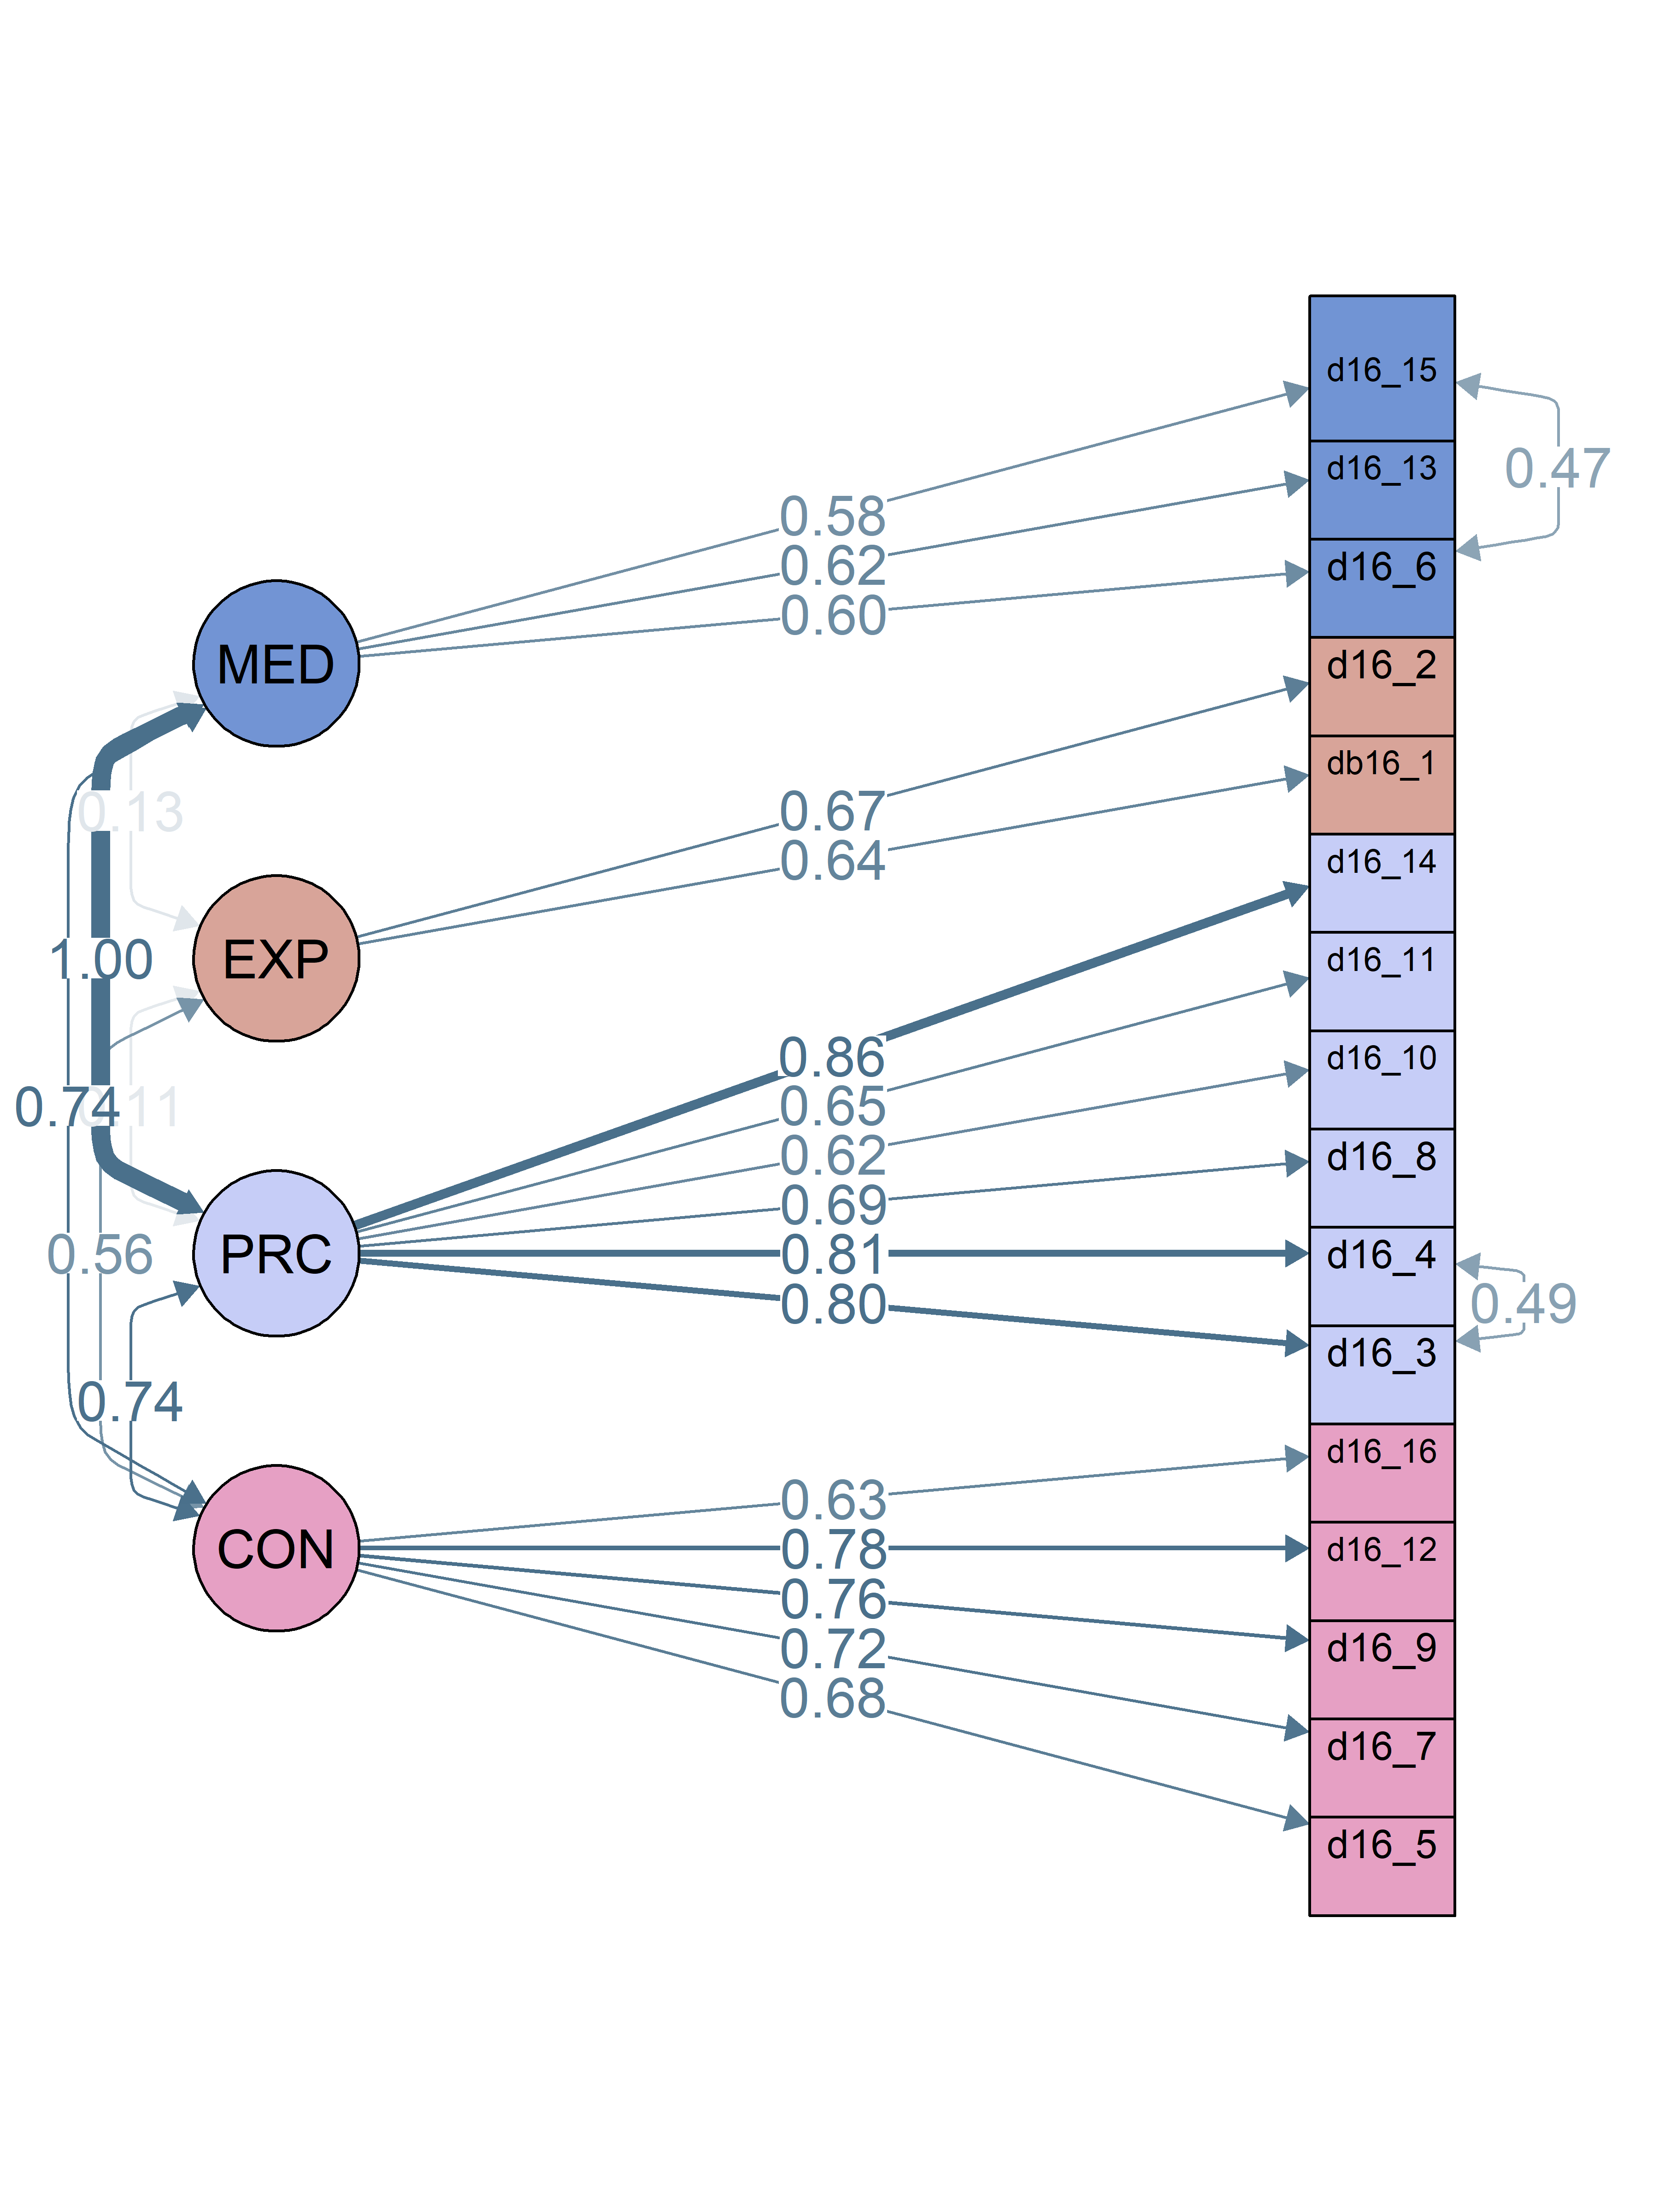 d16_15
d16_13
0.47
0.58
0.62
d16_6
0.60
MED
d16_2
db16_1
0.13
0.67
0.64
d16_14
EXP
1.00
d16_11
0.86
d16_10
0.74
0.11
0.65
0.62
d16_8
0.69
PRC
0.56
0.81
d16_4
0.80
0.49
d16_3
0.74
d16_16
0.63
CON
0.78
d16_12
0.76
0.72
d16_9
0.68
d16_7
d16_5